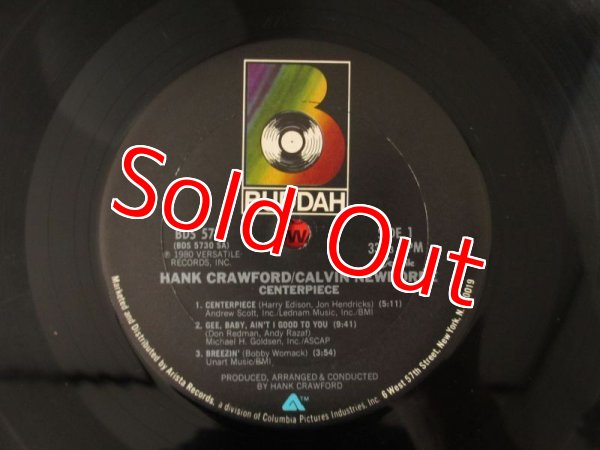 B
BUDDAH
Sold Out
BDS 57
(BDS 5730 SA)
℗ 1980 VERSATILE
RECORDS, INC.
1
HANK CRAWFORD/CALVIN
CENTERPIECE
1. CENTERPIECE (Harry Edison, Jon Hendricks) (5:11)
Andrew Scott, Inc./Lednam Music, Inc./BMI
2. GEE, BABY, AIN'T I GOOD TO YOU (9:41)
(Don Redman, Andy Razaf)
Michael H. Goldsen, Inc./ASCAP
3. BREEZIN' (Bobby Womack) (3:54)
Unart Music/BMI
PRODUCED, ARRANGED & CONDUCTED
BY HANK CRAWFORD
TM
Marketed and Distributed by Arista Records, a division of Columbia Pictures Industries, Inc. 6 West 57th Street, New York, N. 10019